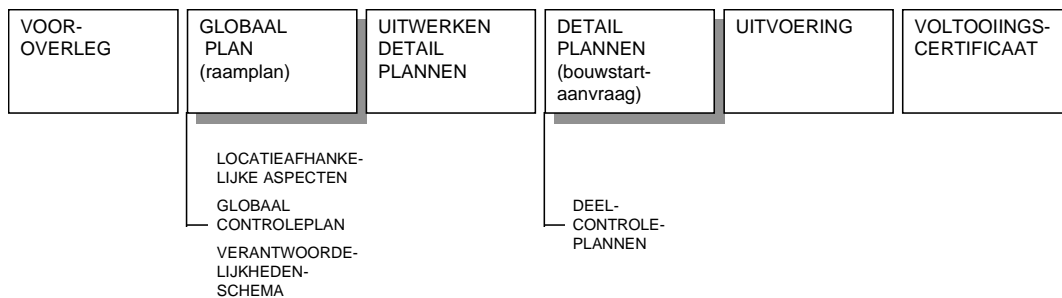 VOOR-
OVERLEG
GLOBAAL
PLAN
(raamplan)
UITWERKEN
DETAIL
PLANNEN
DETAIL
PLANNEN
(bouwstart-
aanvraag)
UITVOERING
VOLTOOIINGS-
CERTIFICAAT
LOCATIEAFHANKE-
LIJKE ASPECTEN
GLOBAAL
CONTROLEPLAN
VERANTWOORDE-
LIJKHEDEN-
SCHEMA
DEEL-
CONTROLE-
PLANNEN